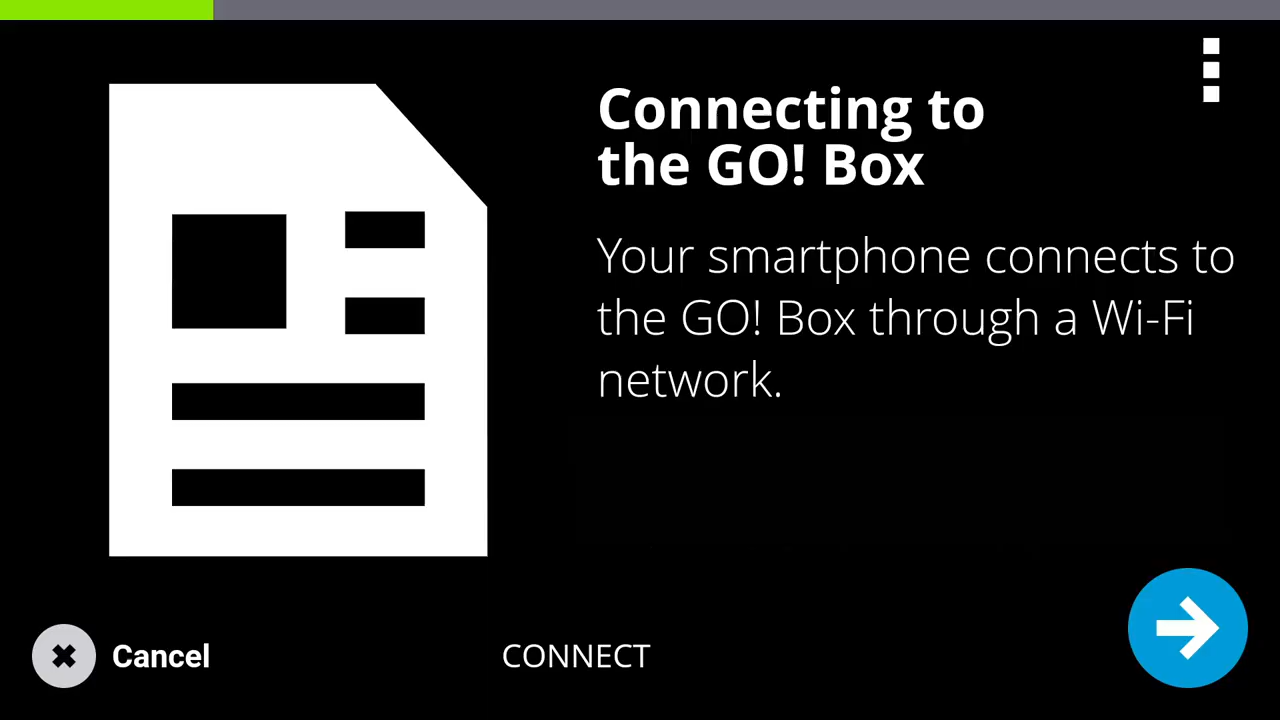 Connecting to
the GO! Box
Your smartphone connects to
the GO! Box through a Wi-Fi
network.
Cancel
CONNECT